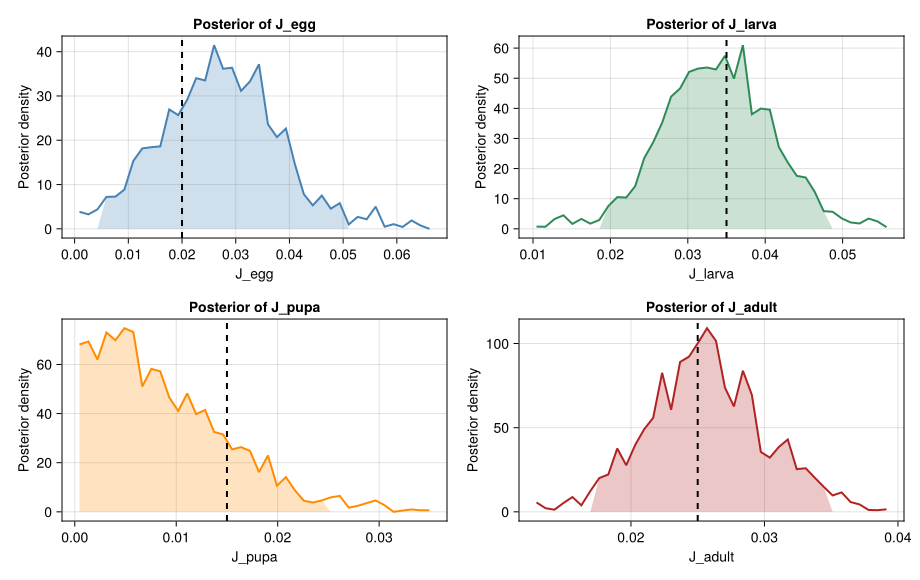 Posterior of J_egg
Posterior density
40
30
20
10
0
0.00 0.01 0.02 0.03 0.04 0.05 0.06
J_egg
Posterior of J_larva
Posterior density
60
50
40
30
20
10
0
0.01 0.02 0.03 0.04 0.05
J_larva
Posterior of J_pupa
Posterior density
60
40
20
0
0.00 0.01 0.02 0.03
J_pupa
Posterior of J_adult
Posterior density
100
50
0
0.02 0.03 0.04
J_adult